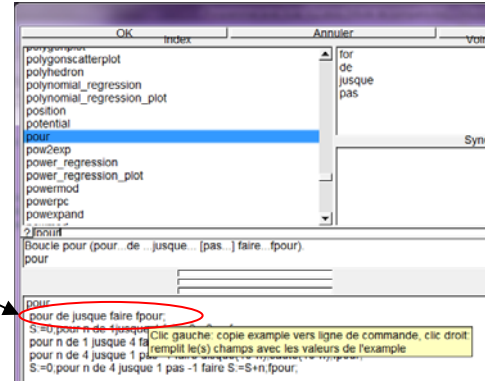 OK
Annuler
Index
Voir
polygonscatterplot
polyhedron
polynomial_regression
polynomial_regression_plot
position
potential
pour
pow2exp
power_regression
power_regression_plot
powermod
powerpc
powexpand
for
de
jusque
pas
Syn
? pour
Boucle pour (pour...de ...jusque... [pas...] faire...fpour).
pour
pour
pour de jusque faire fpour;
S:=0;pour n de 1jusque
pour n de 1 jusque 4 fa
pour n de 4 jusque 1 pas
S:=0;pour n de 4 jusque 1 pas -1 faire S:=S+n;fpour;
Clic gauche: copie example vers ligne de commande, clic droit:
remplit le(s) champs avec les valeurs de l'example